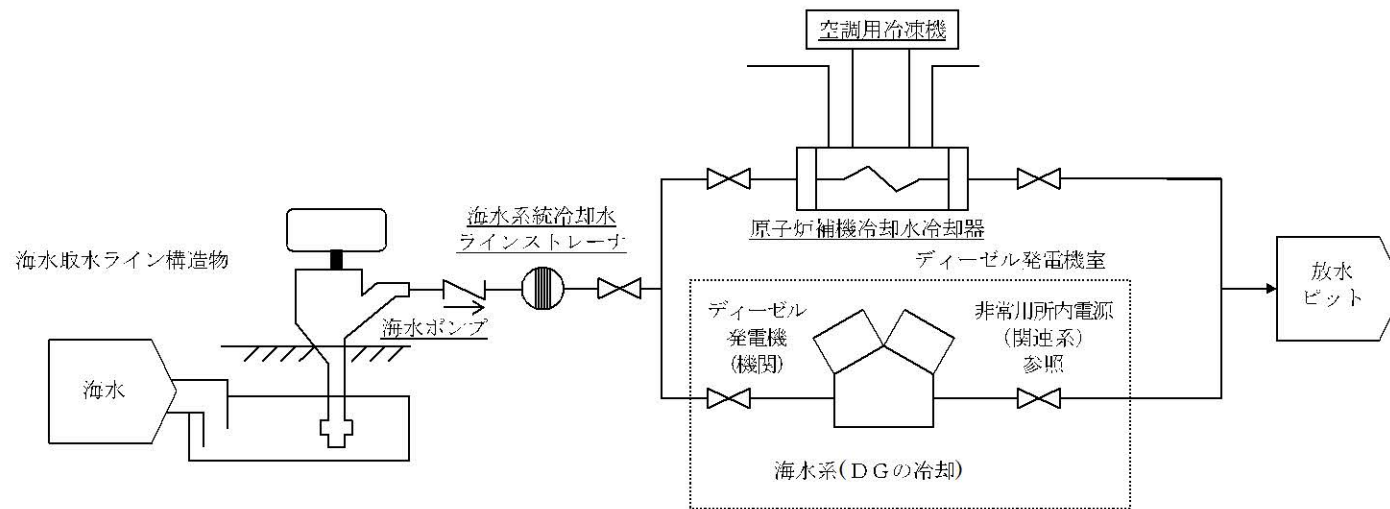 空調用冷凍機
海水系統冷却水
ラインストレーナ
原子炉補機冷却水冷却器
海水取水ライン構造物
ディーゼル発電機室
放水
ピット
海水ポンプ
ディーゼル
発電機
(機関)
非常用所内電源
(関連系)
参照
海水
海水系(ＤＧの冷却)